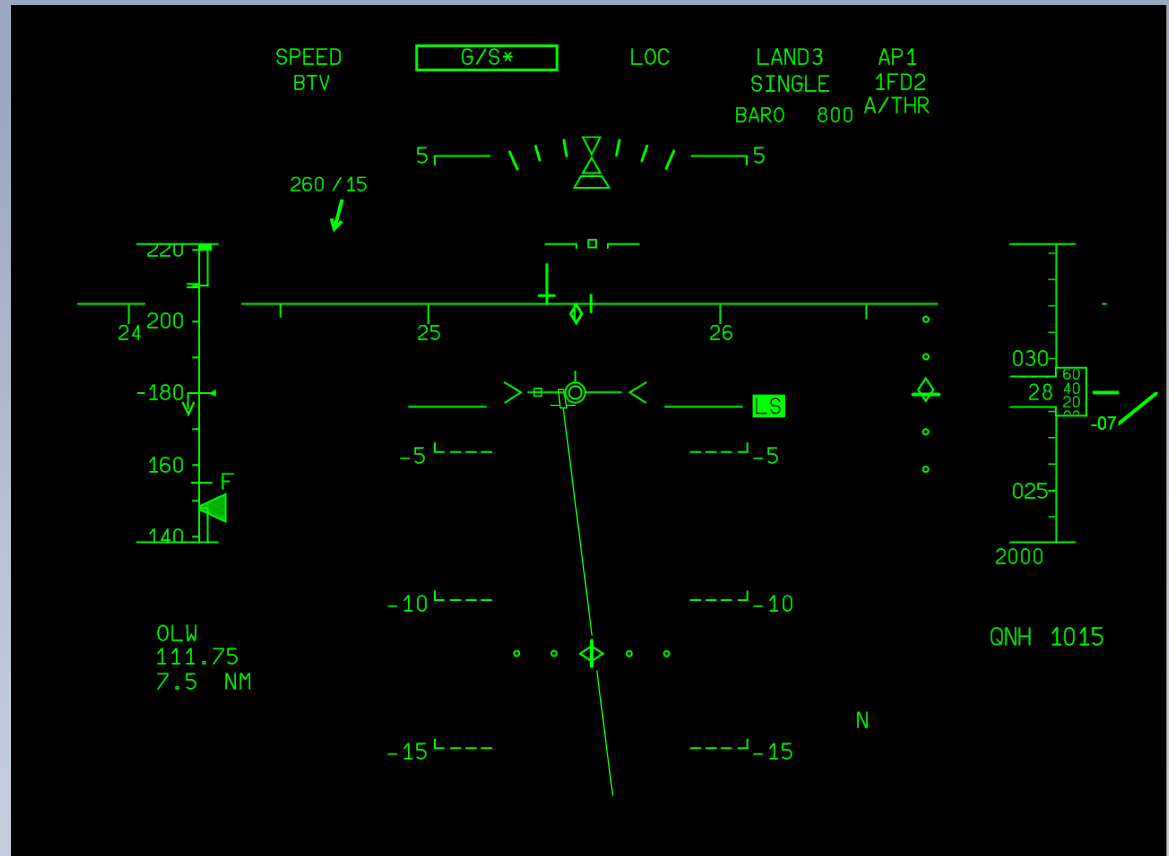 SPEED G/S* LOC LAND3 AP1
BTV SINGLE 1FD2
BARO 800 A/THR
5 5
260/15
220
200
-180
160
F
140
24 25 26
LS
-5 -5
-10 -10
-15 -15
030
28
60
40
20
00
-07
025
2000
OLW
111.75
7.5 NM
QNH 1015
N